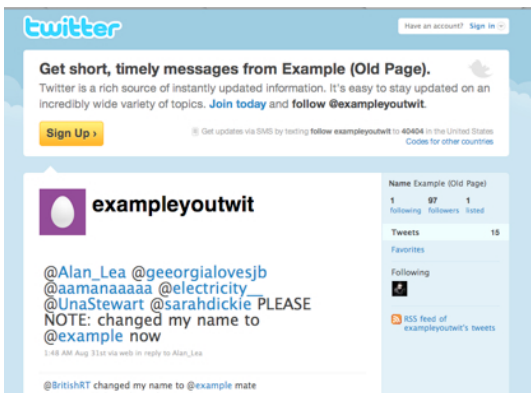 twitter
Have an account? Sign in
Get short, timely messages from Example (Old Page).
Twitter is a rich source of instantly updated information. It's easy to stay updated on an
incredibly wide variety of topics. Join today and follow @exampleyoutwit.
Sign Up ›
Get updates via SMS by texting follow exampleyoutwit to 40404 in the United States
Codes for other countries
exampleyoutwit
@Alan_Lea @geeorgialovesjb
@aamanaaaaa @electricity__
@UnaStewart @sarahdickie PLEASE
NOTE: changed my name to
@example now
1:48 AM Aug 31st via web in reply to Alan_Lea
@BritishRT changed my name to @example mate
Name Example (Old Page)
1 97 1
following followers listed
Tweets 15
Favorites
Following
RSS feed of
exampleyoutwit's tweets